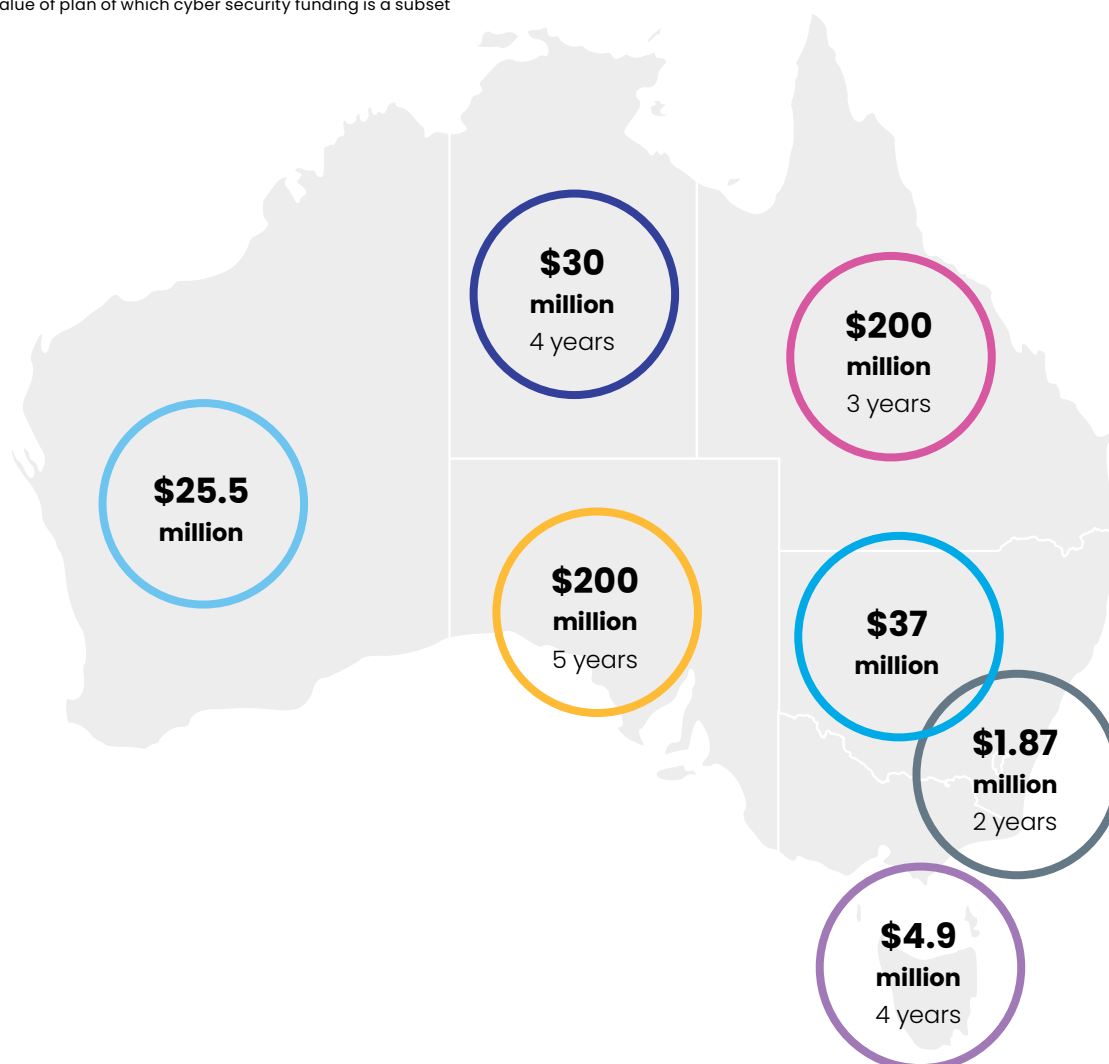 alue of plan of which cyber security funding is a subset
$30
million
4 years
$200
million
3 years
$25.5
million
$200
million
5 years
$37
million
$1.87
million
2 years
$4.9
million
4 years